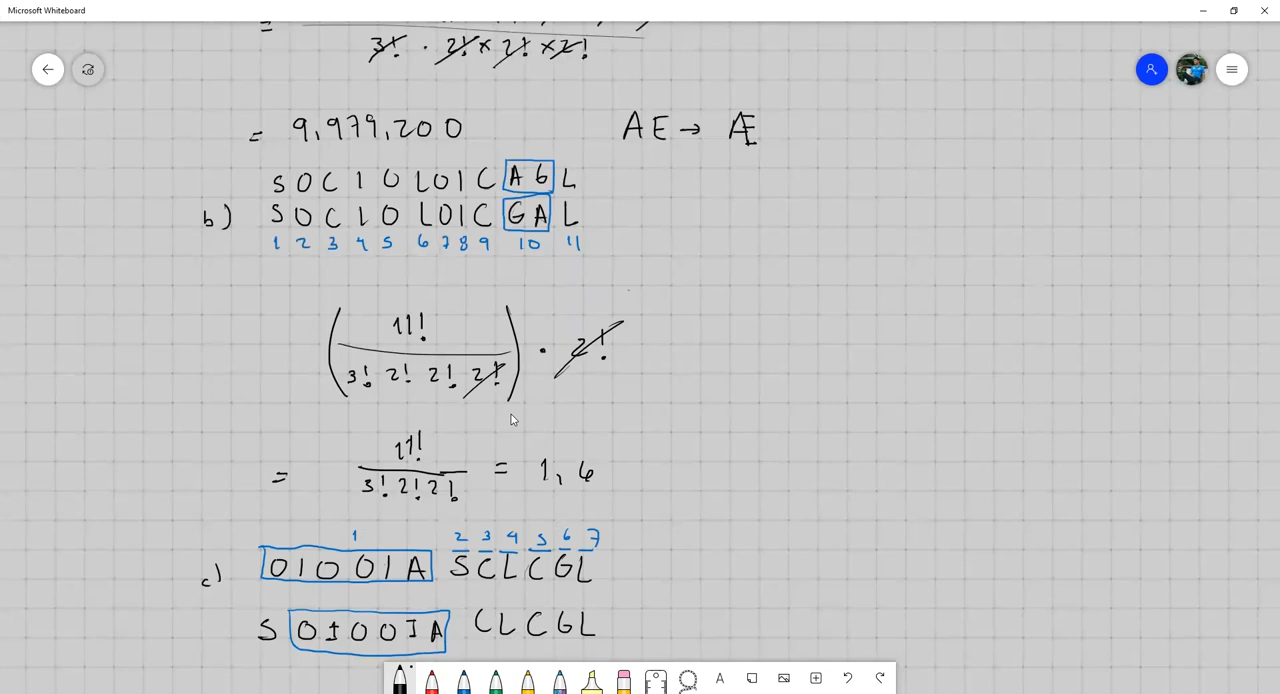 Microsoft Whiteboard
=
3! · 2! × 2! × 2!
= 9,979,200
AE → Æ
S O C I O L O I C A G L
b) S O C I O L O I C G A L
1 2 3 4 5 6 7 8 9 10 11
( 11! / 3! 2! 2! 2! ) · 2!
= 11! / 3! 2! 2! = 1, 6
1 2 3 4 5 6 7
c) O I O O I A S C L C G L
S O I O O I A C L C G L
A